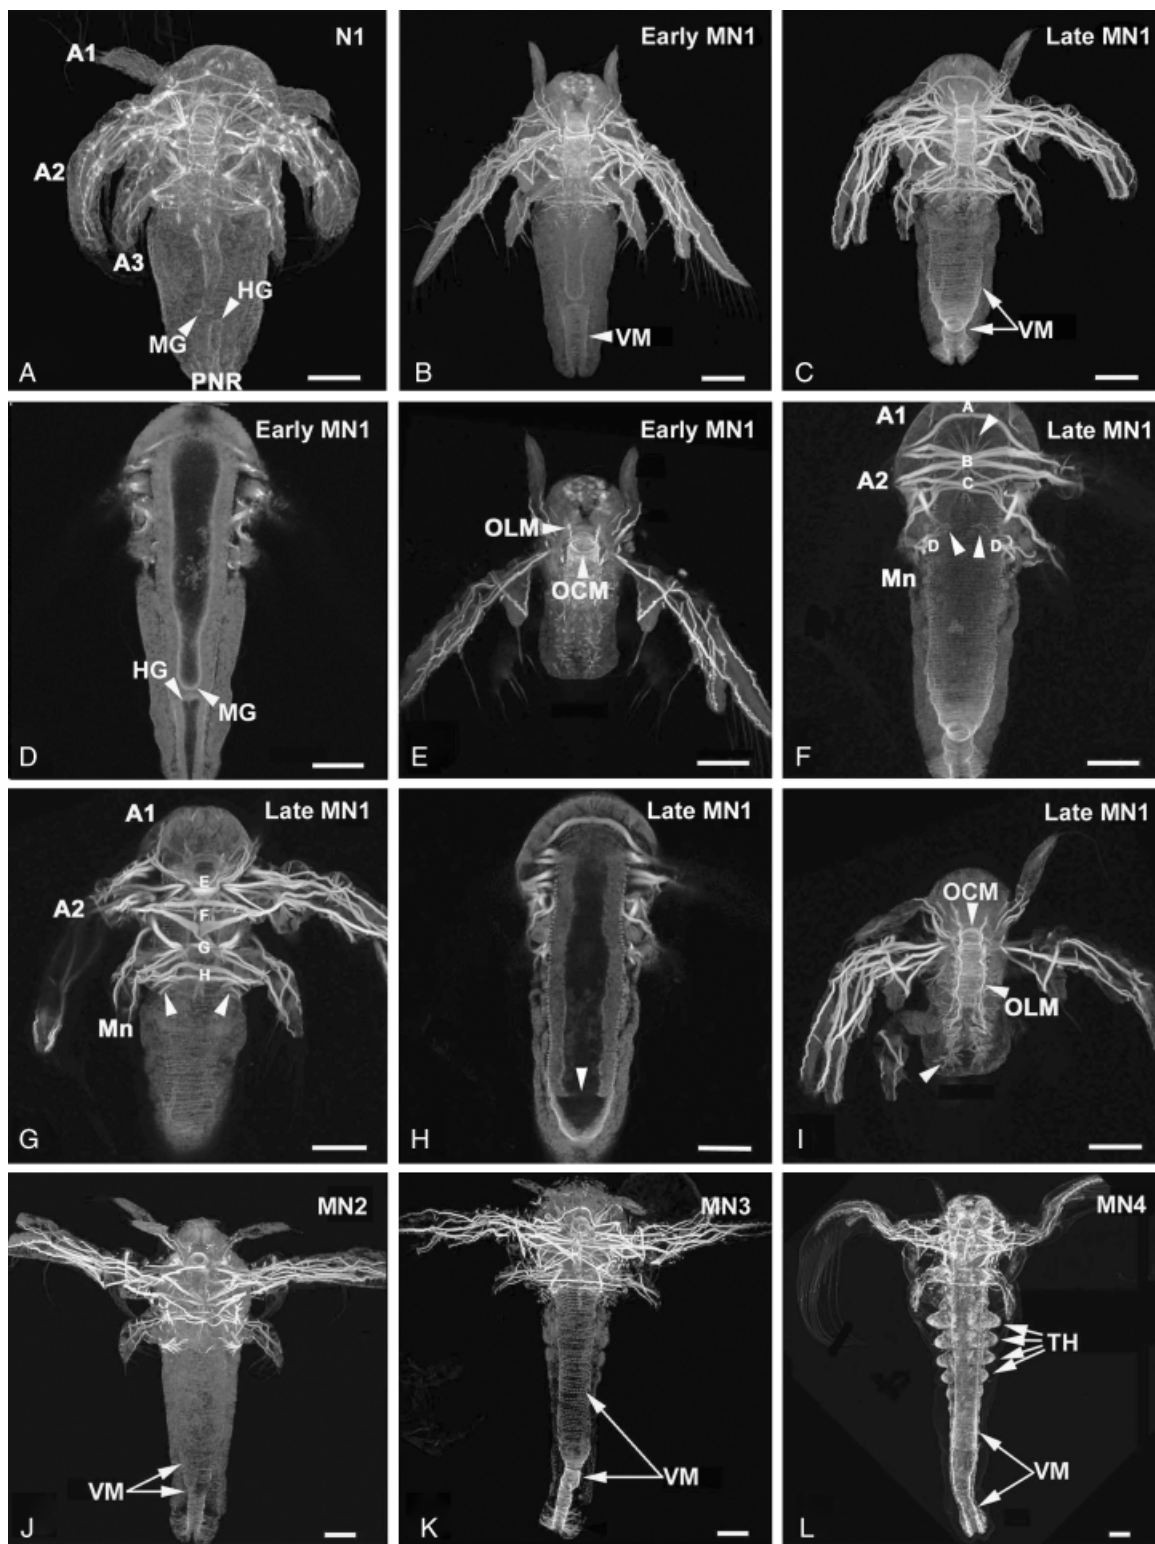 N1
A1
A2
A3
HG
MG
PNR
A
Early MN1
VM
B
Late MN1
VM
C
Early MN1
HG
MG
D
Early MN1
OLM
OCM
E
Late MN1
A1
A
B
A2
C
D
D
Mn
F
Late MN1
A1
E
A2
F
G
H
Mn
G
Late MN1
H
Late MN1
OCM
OLM
I
MN2
VM
J
MN3
VM
K
MN4
TH
VM
L